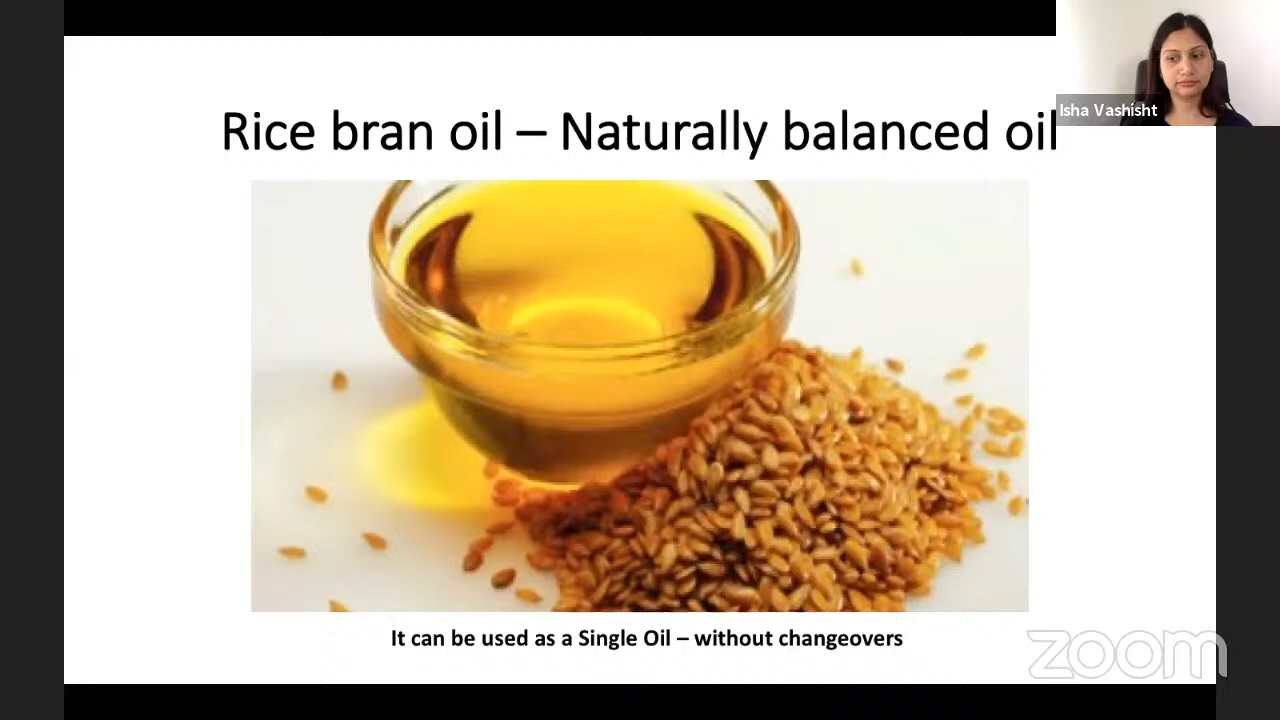 Isha Vashisht
Rice bran oil – Naturally balanced oil
It can be used as a Single Oil – without changeovers
zoom